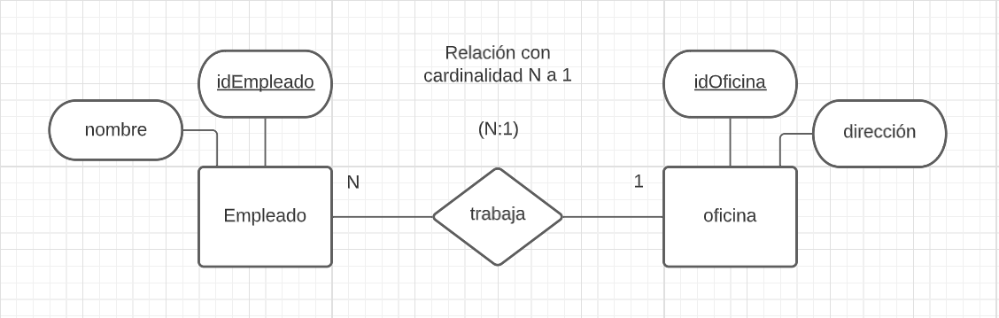 Relación con
cardinalidad N a 1
idEmpleado
idOficina
nombre
(N:1)
dirección
N
1
Empleado
trabaja
oficina